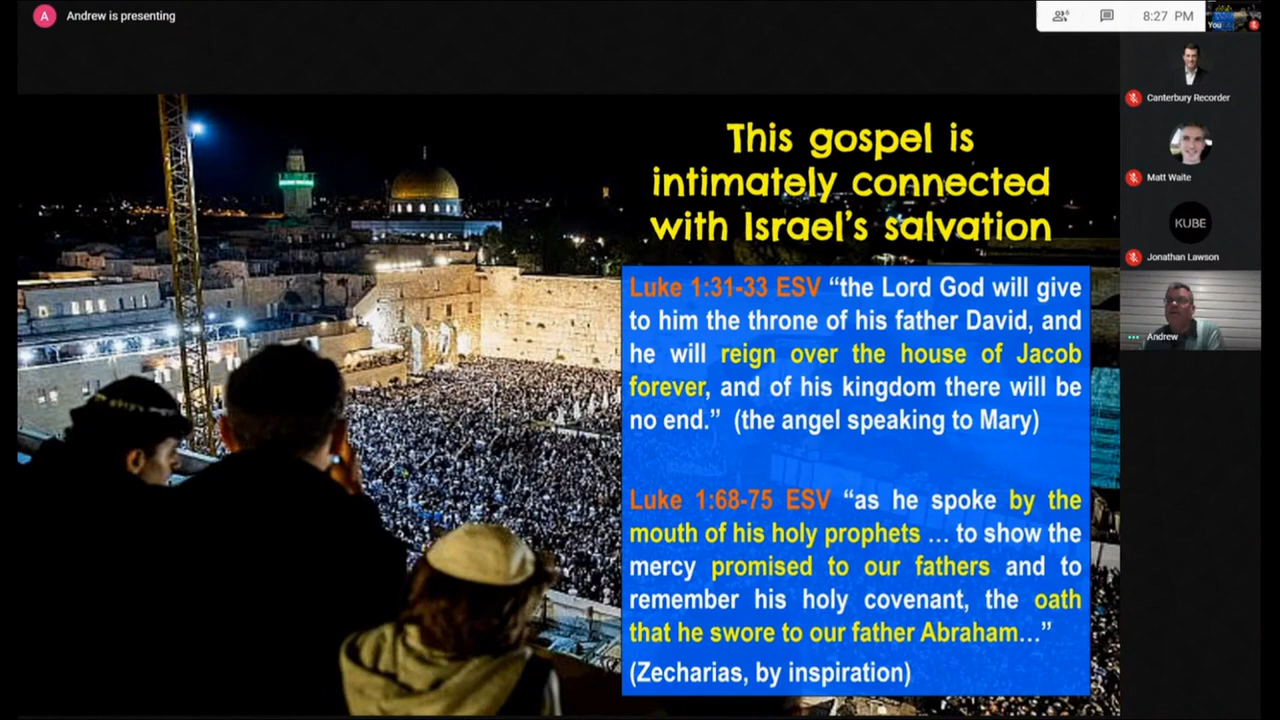 A Andrew is presenting
8:27 PM
You
Canterbury Recorder
Matt Waite
KUBE
Jonathan Lawson
Andrew
This gospel is
intimately connected
with Israel's salvation
Luke 1:31-33 ESV “the Lord God will give
to him the throne of his father David, and
he will reign over the house of Jacob
forever, and of his kingdom there will be
no end.” (the angel speaking to Mary)
Luke 1:68-75 ESV “as he spoke by the
mouth of his holy prophets … to show the
mercy promised to our fathers and to
remember his holy covenant, the oath
that he swore to our father Abraham…”
(Zecharias, by inspiration)